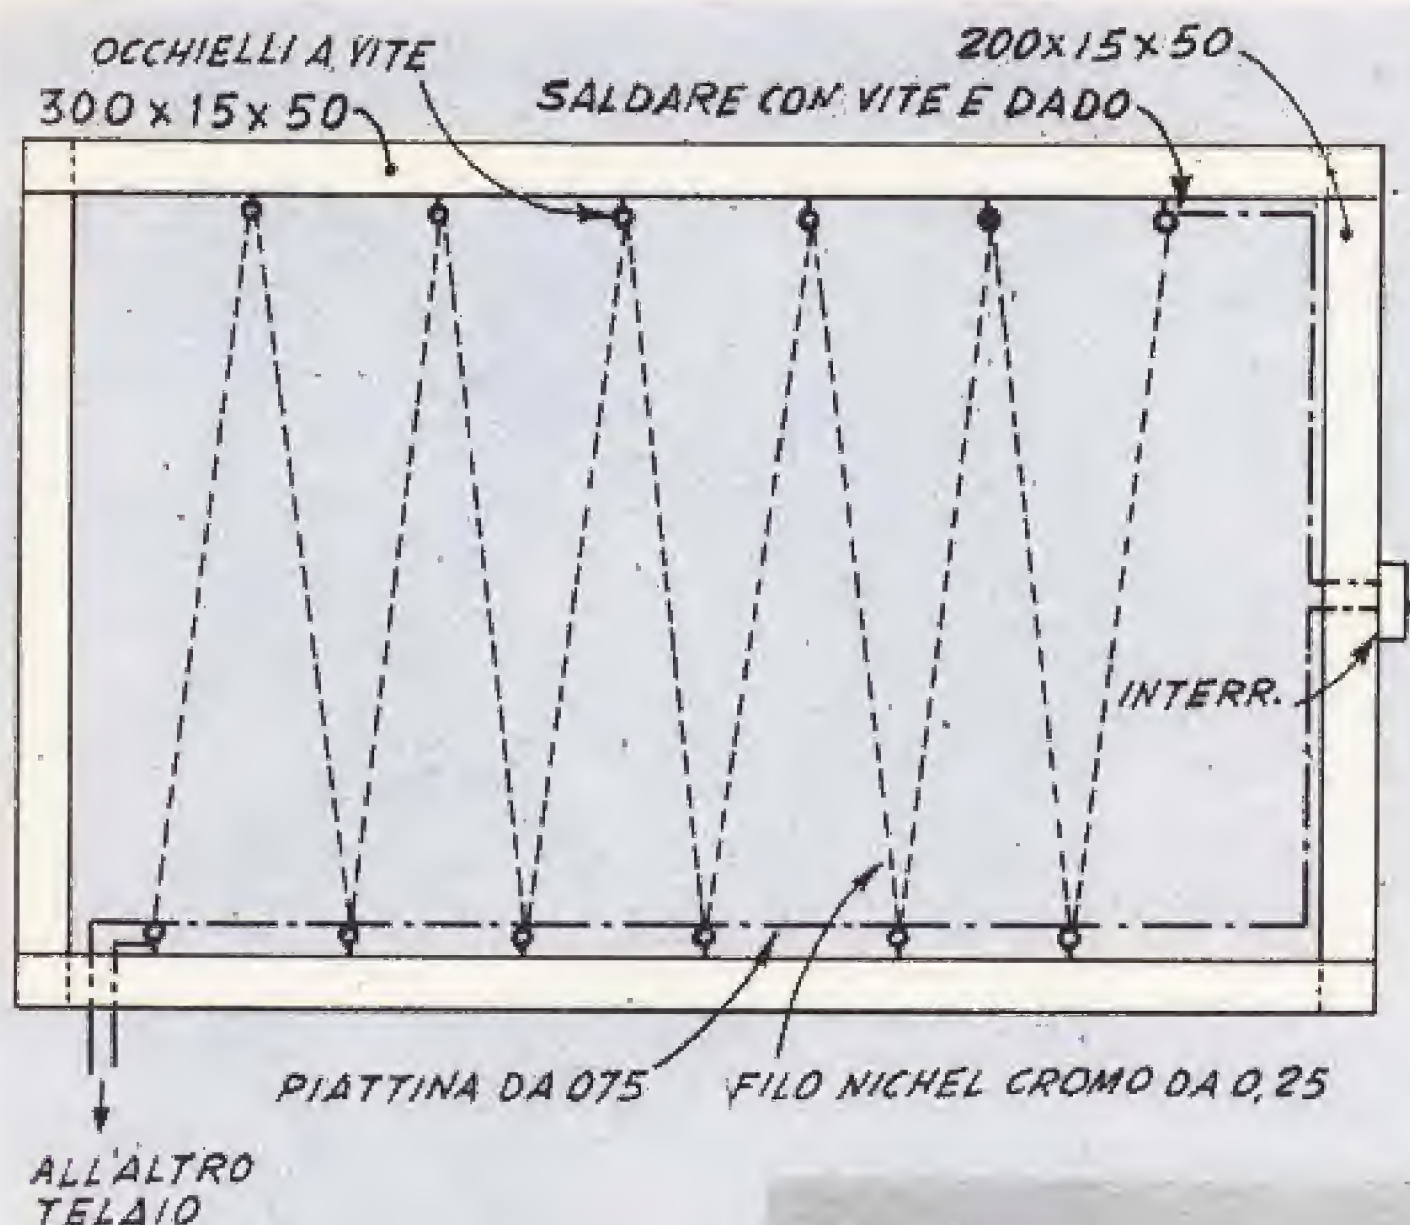 OCCHIELLI A VITE
200x15x50
300x15x50
SALDARE CON VITE E DADO
INTERR.
PIATTINA DA 075
FILO NICHEL CROMO DA 0,25
ALL'ALTRO
TELAIO